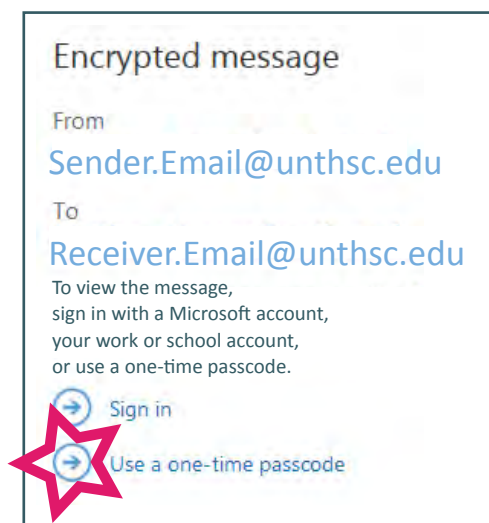 Encrypted message
From
Sender.Email@unthsc.edu
To
Receiver.Email@unthsc.edu
To view the message,
sign in with a Microsoft account,
your work or school account,
or use a one-time passcode.
Sign in
Use a one-time passcode